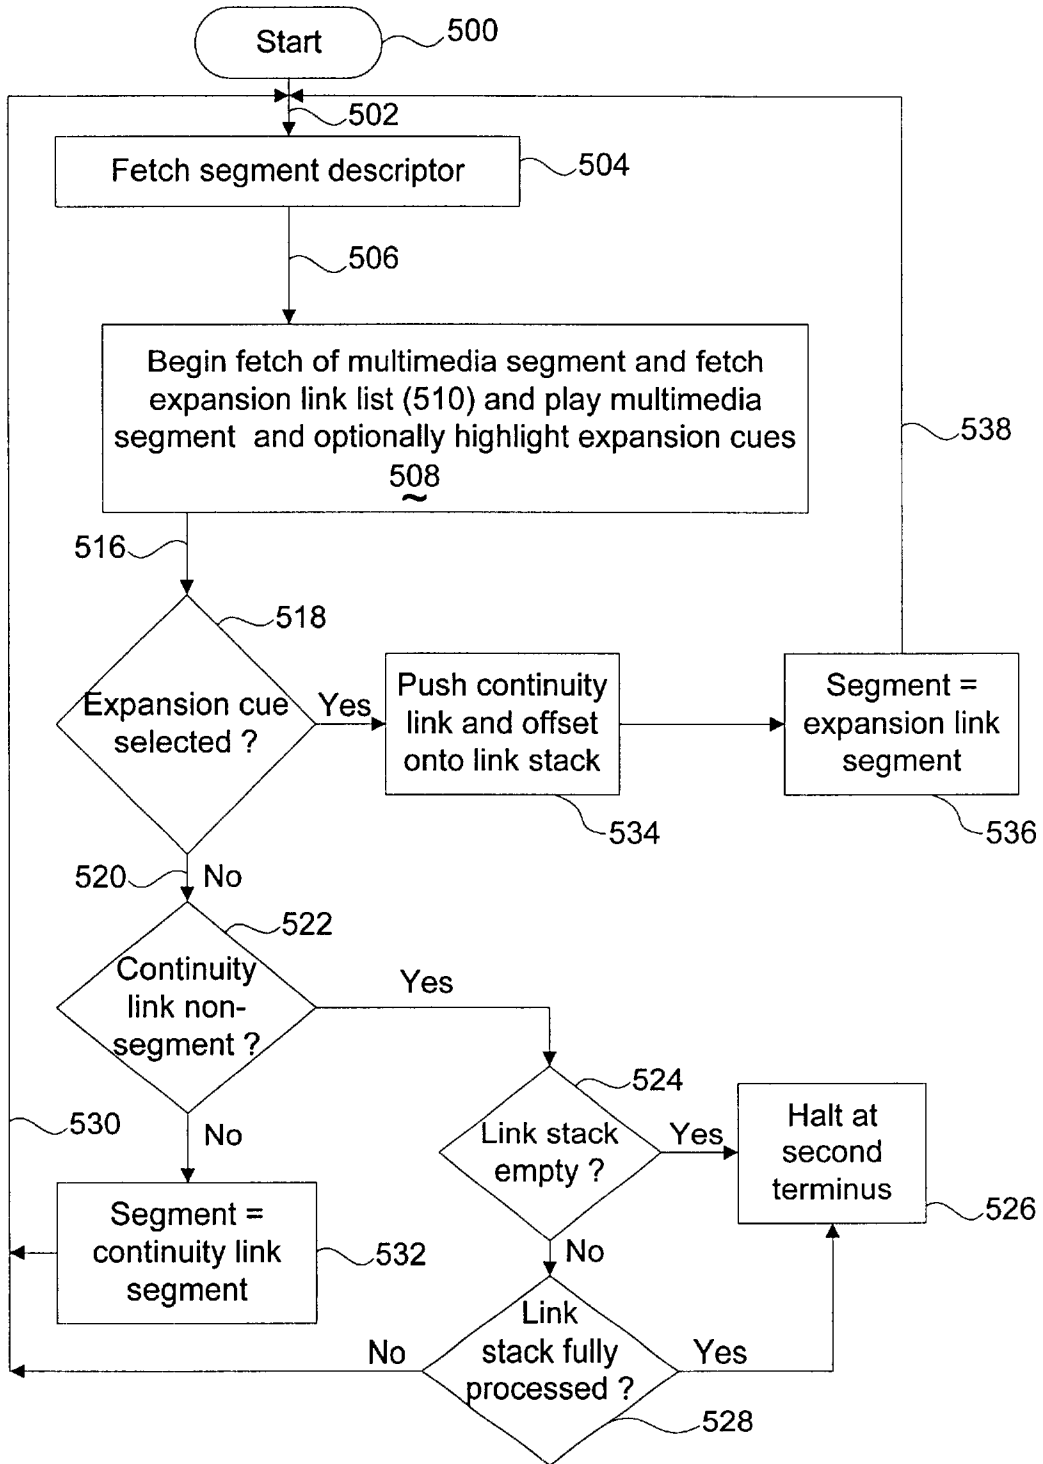 Start
500
502
Fetch segment descriptor
504
506
Begin fetch of multimedia segment and fetch
expansion link list (510) and play multimedia
segment and optionally highlight expansion cues
508
~
538
516
518
Expansion cue
selected ?
Yes
Push continuity
link and offset
onto link stack
534
Segment =
expansion link
segment
536
520
No
522
Continuity
link non-
segment ?
Yes
524
Link stack
empty ?
Yes
Halt at
second
terminus
526
530
No
Segment =
continuity link
segment
532
No
Link
stack fully
processed ?
No
Yes
528